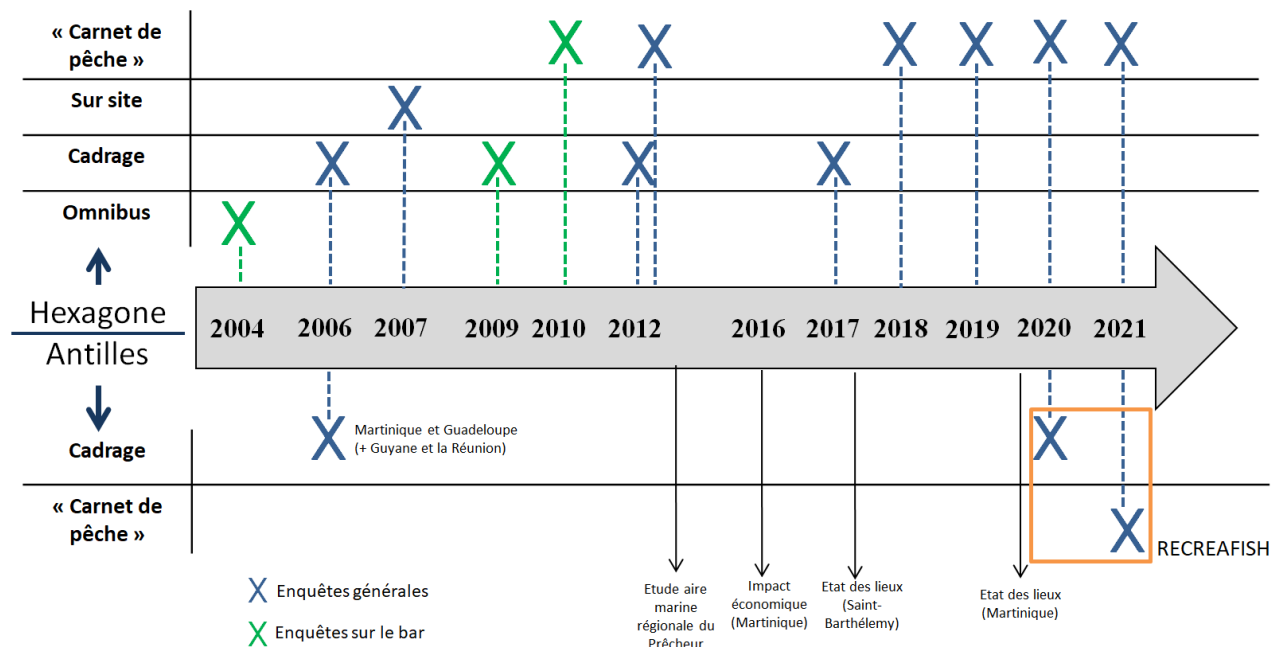 « Carnet de
pêche »
Sur site
Cadrage
Omnibus
Hexagone
Antilles
2004 2006 2007 2009 2010 2012 2016 2017 2018 2019 2020 2021
Cadrage
Martinique et Guadeloupe
(+ Guyane et la Réunion)
« Carnet de
pêche »
RECREAFISH
Enquêtes générales
Enquêtes sur le bar
Etude aire
marine
régionale du
Prêcheur
Impact
économique
(Martinique)
Etat des lieux
(Saint-
Barthélemy)
Etat des lieux
(Martinique)